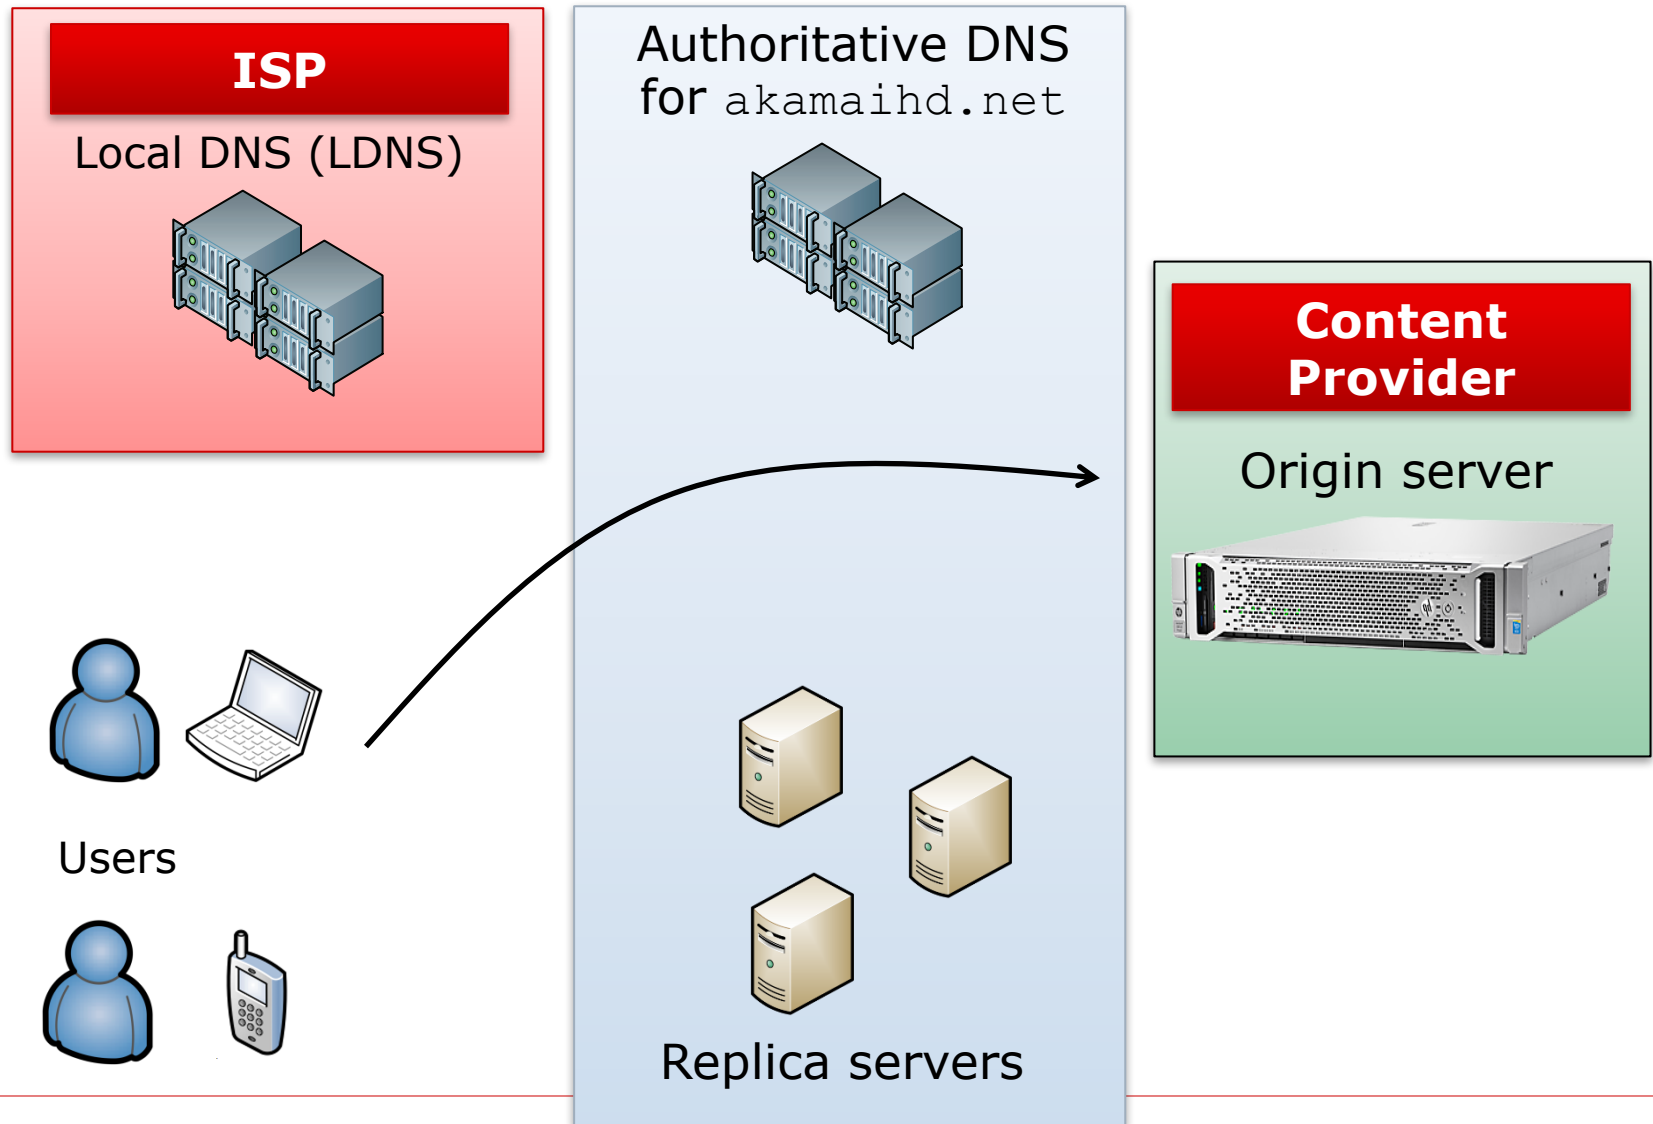 ISP
Local DNS (LDNS)
Authoritative DNS
for akamaihd.net
Content
Provider
Origin server
Users
Replica servers